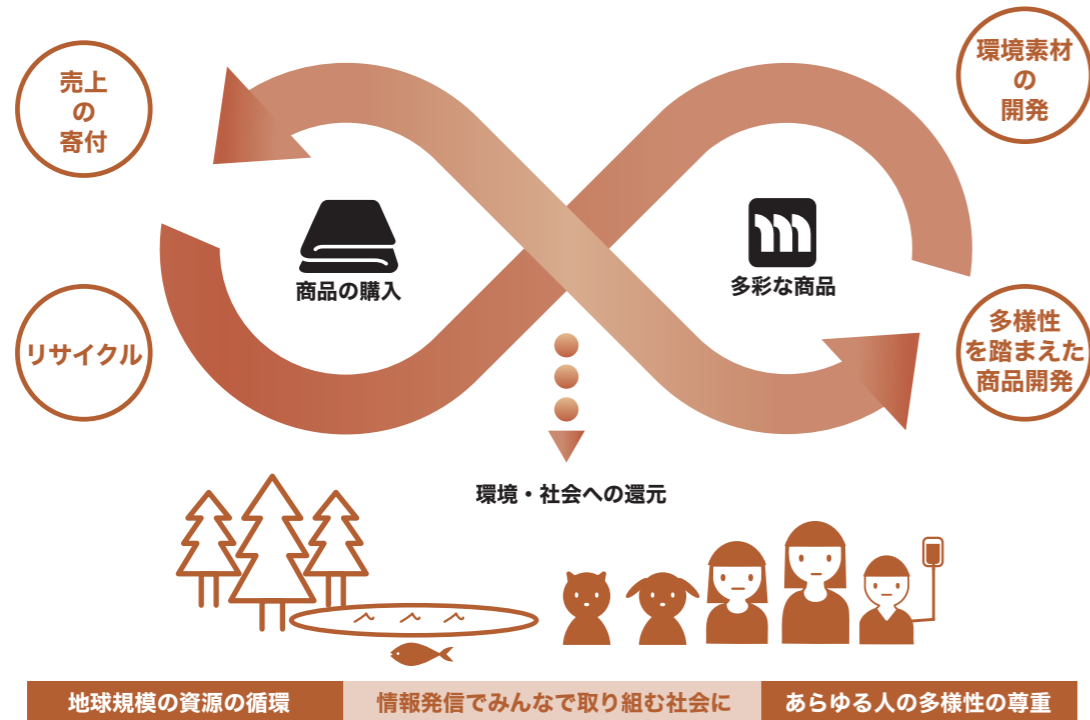 売上
の
寄付
環境素材
の
開発
商品の購入
多彩な商品
リサイクル
多様性
を踏まえた
商品開発
環境・社会への還元
地球規模の資源の循環
情報発信でみんなで取り組む社会に
あらゆる人の多様性の尊重